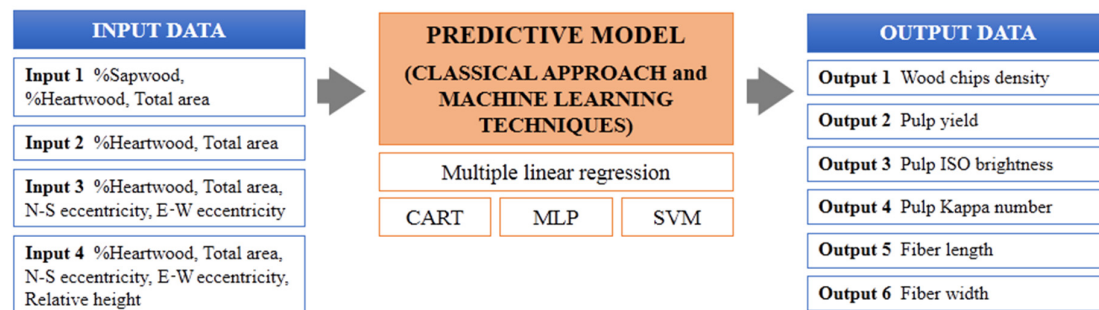 INPUT DATA
Input 1 %Sapwood,
%Heartwood, Total area
Input 2 %Heartwood, Total area
Input 3 %Heartwood, Total area,
N-S eccentricity, E-W eccentricity
Input 4 %Heartwood, Total area,
N-S eccentricity, E-W eccentricity,
Relative height
PREDICTIVE MODEL
(CLASSICAL APPROACH and
MACHINE LEARNING
TECHNIQUES)
Multiple linear regression
CART
MLP
SVM
OUTPUT DATA
Output 1 Wood chips density
Output 2 Pulp yield
Output 3 Pulp ISO brightness
Output 4 Pulp Kappa number
Output 5 Fiber length
Output 6 Fiber width